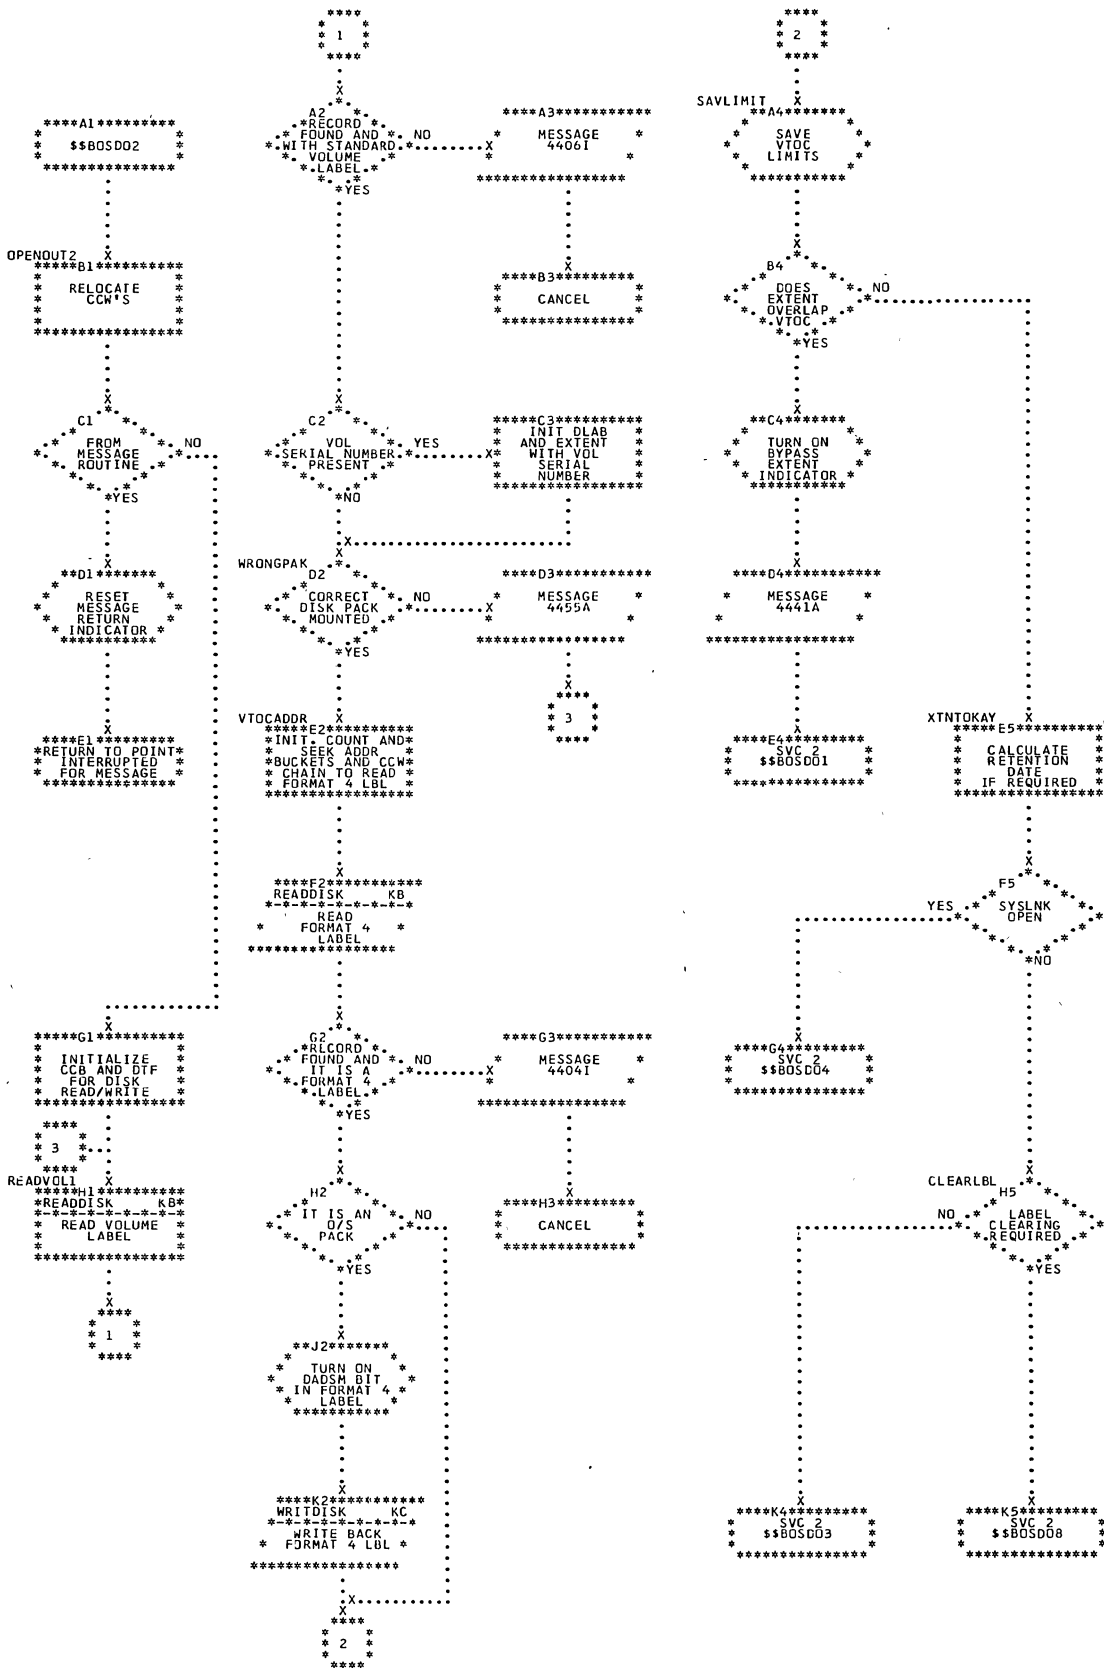 1
2
A1
$$BOSDO2
OPENOUT2
B1
RELOCATE
CCW'S
C1
FROM
MESSAGE
ROUTINE
NO
YES
D1
RESET
MESSAGE
RETURN
INDICATOR
E1
RETURN TO POINT
INTERRUPTED
FOR MESSAGE
G1
INITIALIZE
CCB AND DTF
FOR DISK
READ/WRITE
3
READVOL1
H1
READDISK KB
READ VOLUME
LABEL
1
A2
RECORD
FOUND AND
WITH STANDARD
VOLUME
LABEL
NO
YES
A3
MESSAGE
4406I
B3
CANCEL
C2
VOL
SERIAL NUMBER
PRESENT
YES
NO
C3
INIT DLAB
AND EXTENT
WITH VOL
SERIAL
NUMBER
WRONGPAK
D2
CORRECT
DISK PACK
MOUNTED
NO
YES
D3
MESSAGE
4455A
3
VTOCADDR
E2
INIT. COUNT AND
SEEK ADDR
BUCKETS AND CCW
CHAIN TO READ
FORMAT 4 LBL
F2
READDISK KB
READ
FORMAT 4
LABEL
G2
RECORD
FOUND AND
IT IS A
FORMAT 4
LABEL
NO
YES
G3
MESSAGE
4404I
H3
CANCEL
H2
IT IS AN
O/S
PACK
NO
YES
J2
TURN ON
DADSM BIT
IN FORMAT 4
LABEL
K2
WRITDISK KC
WRITE BACK
FORMAT 4 LBL
2
SAVLIMIT
A4
SAVE
VTOC
LIMITS
B4
DOES
EXTENT
OVERLAP
VTOC
NO
YES
C4
TURN ON
BYPASS
EXTENT
INDICATOR
D4
MESSAGE
4441A
E4
SVC 2
$$BOSDO1
XTNTOKAY
E5
CALCULATE
RETENTION
DATE
IF REQUIRED
F5
SYSLNK
OPEN
YES
NO
G4
SVC 2
$$BOSDO4
CLEARLBL
H5
LABEL
CLEARING
REQUIRED
NO
YES
K4
SVC 2
$$BOSDO3
K5
SVC 2
$$BOSDO8